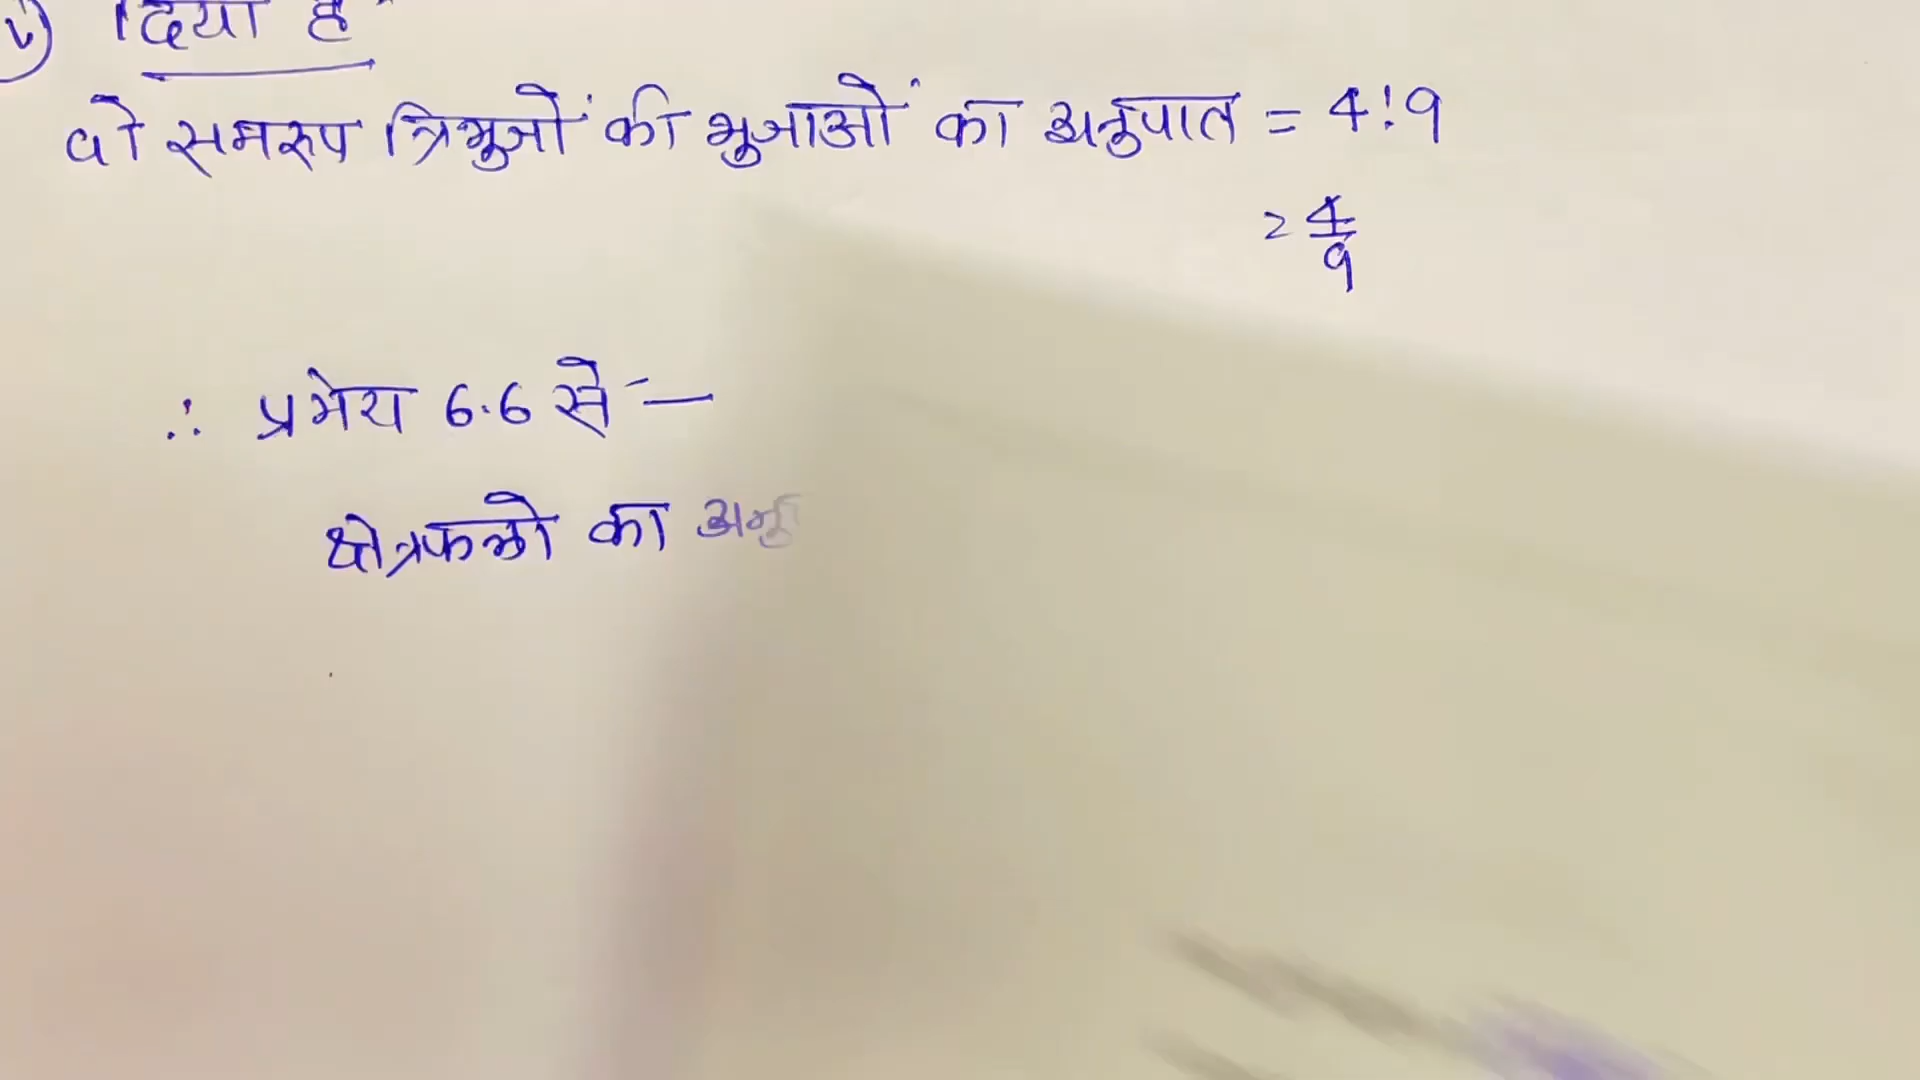 दिया है
दो समरुप त्रिभुजों की भुजाओं का अनुपात = 4:9
= 4/9
∴ प्रमेय 6.6 से :—
क्षेत्रफलो का